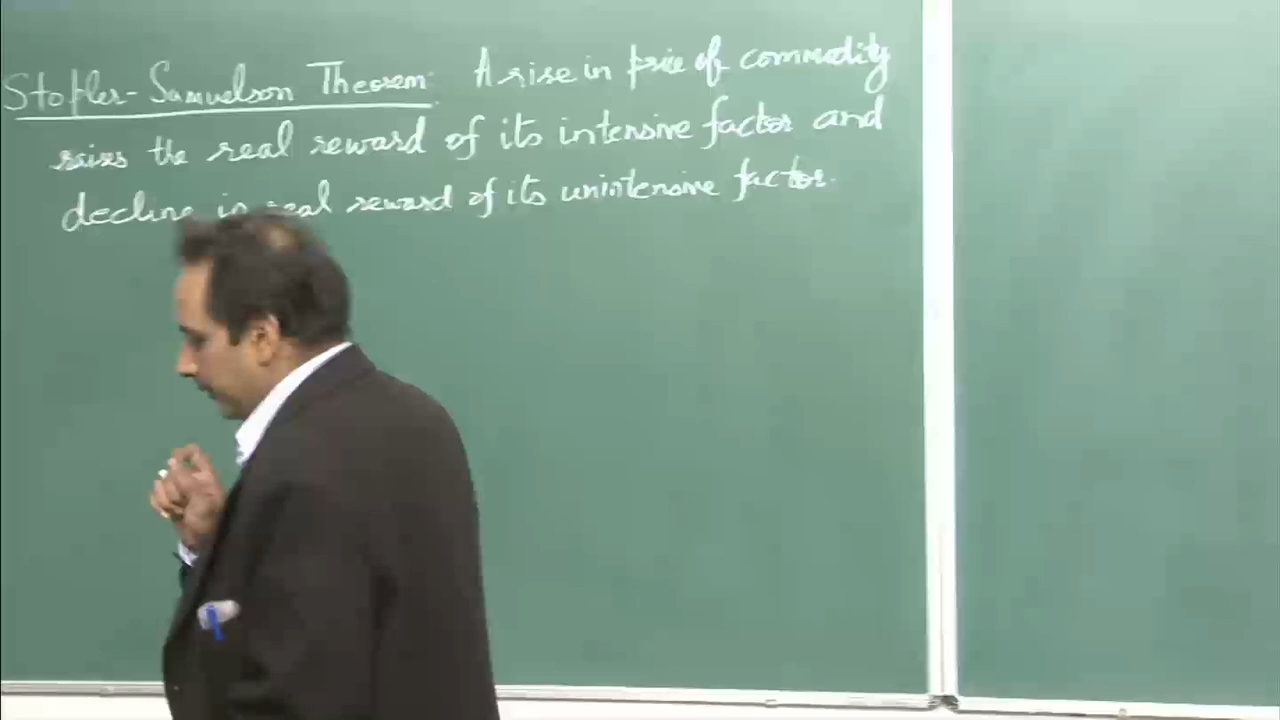 Stopler-Samuelson Theorem: A rise in price of commodity
raises the real reward of its intensive factor and
decline in real reward of its unintensive factor.